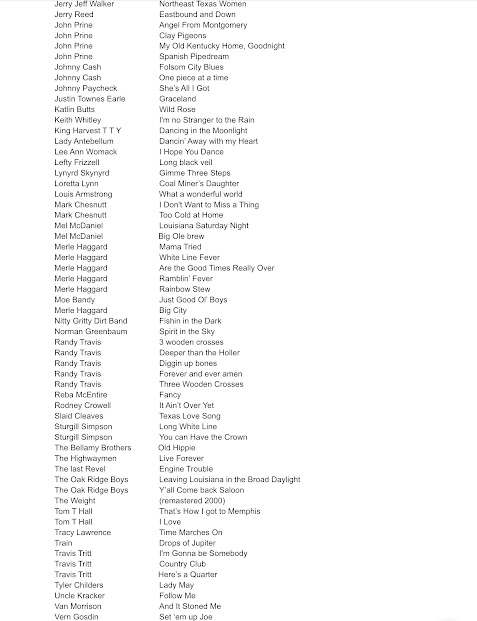 Jerry Jeff Walker Northeast Texas Women
Jerry Reed Eastbound and Down
John Prine Angel From Montgomery
John Prine Clay Pigeons
John Prine My Old Kentucky Home, Goodnight
John Prine Spanish Pipedream
Johnny Cash Folsom City Blues
Johnny Cash One piece at a time
Johnny Paycheck She's All I Got
Justin Townes Earle Graceland
Katlin Butts Wild Rose
Keith Whitley I'm no Stranger to the Rain
King Harvest T T Y Dancing in the Moonlight
Lady Antebellum Dancin' Away with my Heart
Lee Ann Womack I Hope You Dance
Lefty Frizzell Long black veil
Lynyrd Skynyrd Gimme Three Steps
Loretta Lynn Coal Miner's Daughter
Louis Armstrong What a wonderful world
Mark Chesnutt I Don't Want to Miss a Thing
Mark Chesnutt Too Cold at Home
Mel McDaniel Louisiana Saturday Night
Mel McDaniel Big Ole brew
Merle Haggard Mama Tried
Merle Haggard White Line Fever
Merle Haggard Are the Good Times Really Over
Merle Haggard Ramblin' Fever
Merle Haggard Rainbow Stew
Moe Bandy Just Good Ol' Boys
Merle Haggard Big City
Nitty Gritty Dirt Band Fishin in the Dark
Norman Greenbaum Spirit in the Sky
Randy Travis 3 wooden crosses
Randy Travis Deeper than the Holler
Randy Travis Diggin up bones
Randy Travis Forever and ever amen
Randy Travis Three Wooden Crosses
Reba McEntire Fancy
Rodney Crowell It Ain't Over Yet
Slaid Cleaves Texas Love Song
Sturgill Simpson Long White Line
Sturgill Simpson You can Have the Crown
The Bellamy Brothers Old Hippie
The Highwaymen Live Forever
The last Revel Engine Trouble
The Oak Ridge Boys Leaving Louisiana in the Broad Daylight
The Oak Ridge Boys Y'all Come back Saloon
The Weight (remastered 2000)
Tom T Hall That's How I got to Memphis
Tom T Hall I Love
Tracy Lawrence Time Marches On
Train Drops of Jupiter
Travis Tritt I'm Gonna be Somebody
Travis Tritt Country Club
Travis Tritt Here's a Quarter
Tyler Childers Lady May
Uncle Kracker Follow Me
Van Morrison And It Stoned Me
Vern Gosdin Set 'em up Joe